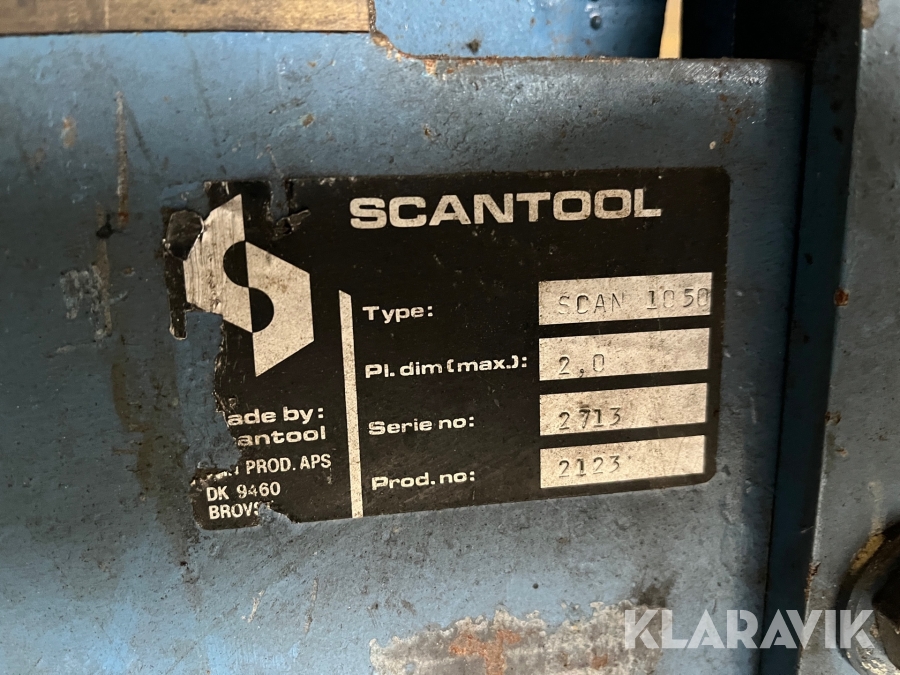 SCANTOOL
Type: SCAN 1050
Pl. dim (max.): 2,0
Serie no: 2713
Prod. no: 2123
ade by:
antool
PROD. APS
DK 9460
BROVS
KLARAVIK